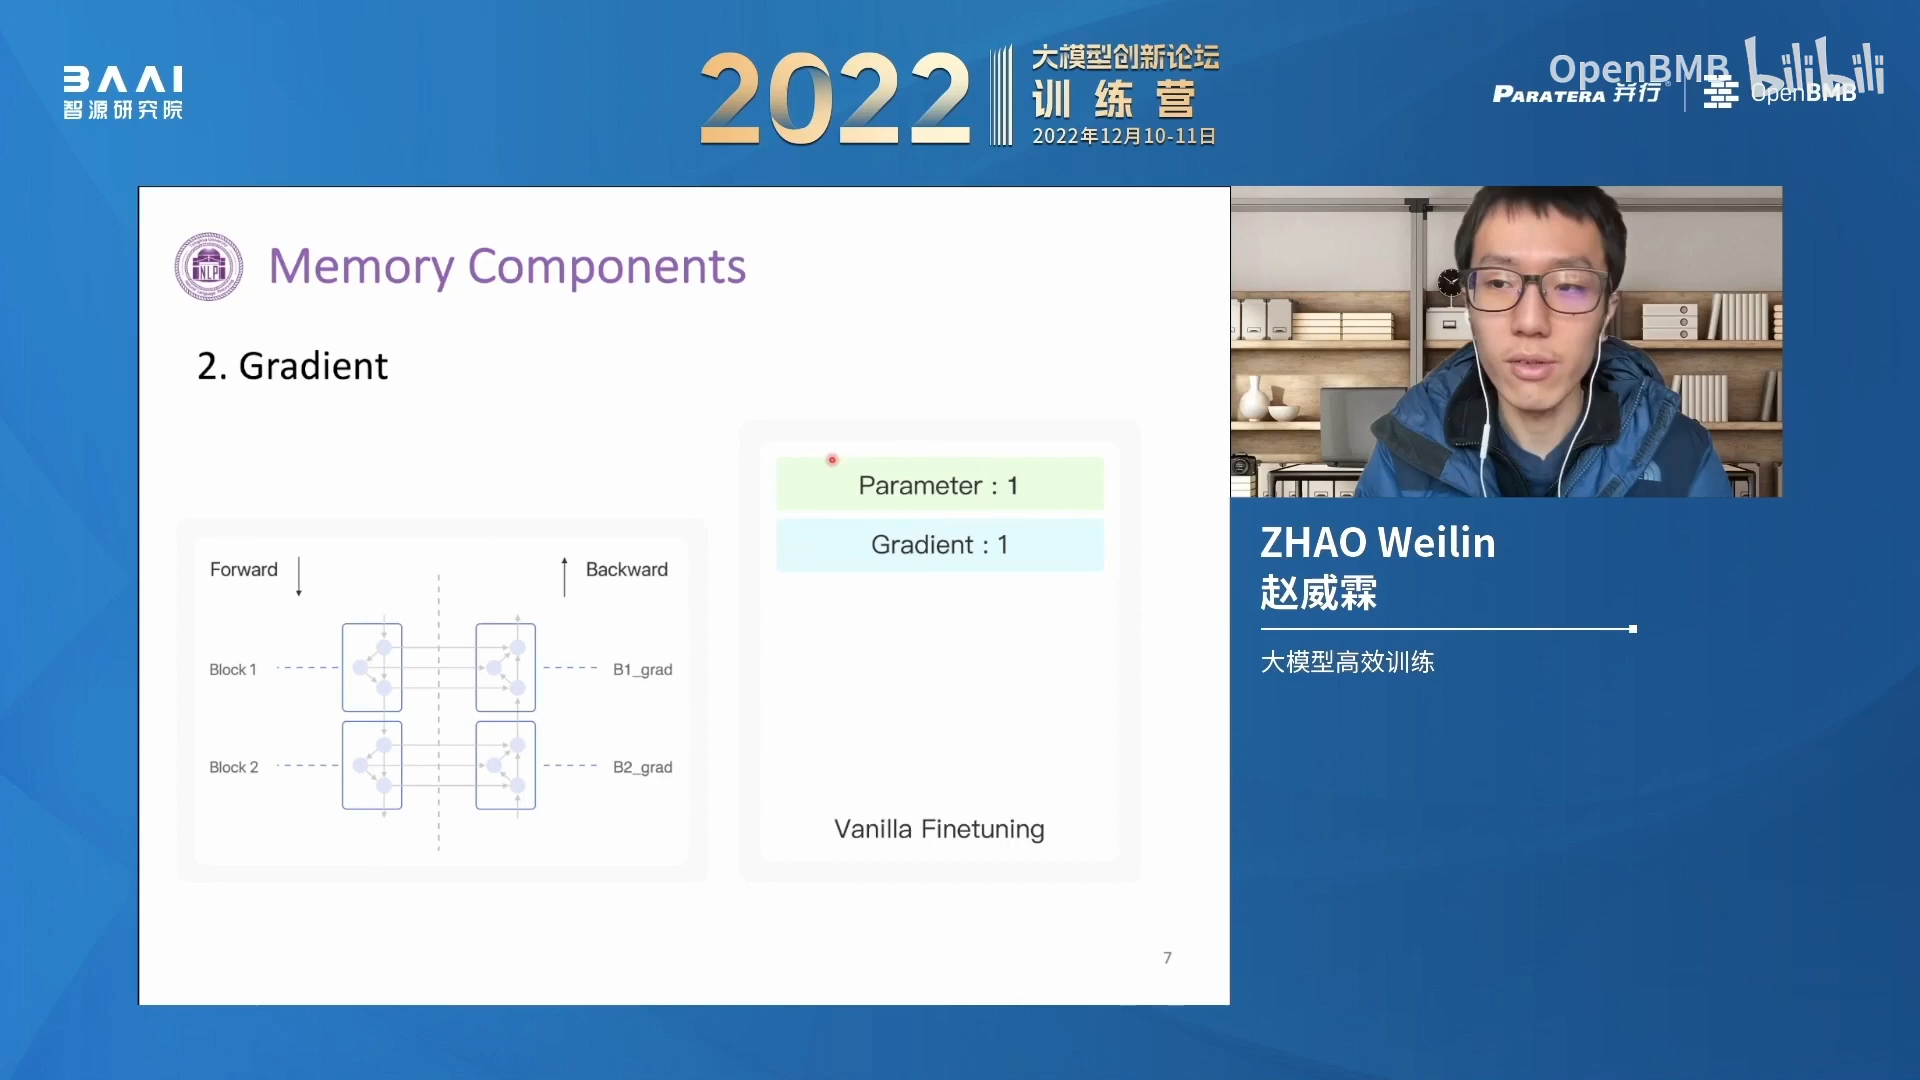 BAAI
智源研究院
2022
大模型创新论坛
训练营
2022年12月10-11日
OpenBMB
bilibili
PARATERA 并行
OpenBMB
NLP
Memory Components
2. Gradient
Forward
Backward
Block 1
B1_grad
Block 2
B2_grad
Parameter : 1
Gradient : 1
Vanilla Finetuning
7
ZHAO Weilin
赵威霖
大模型高效训练